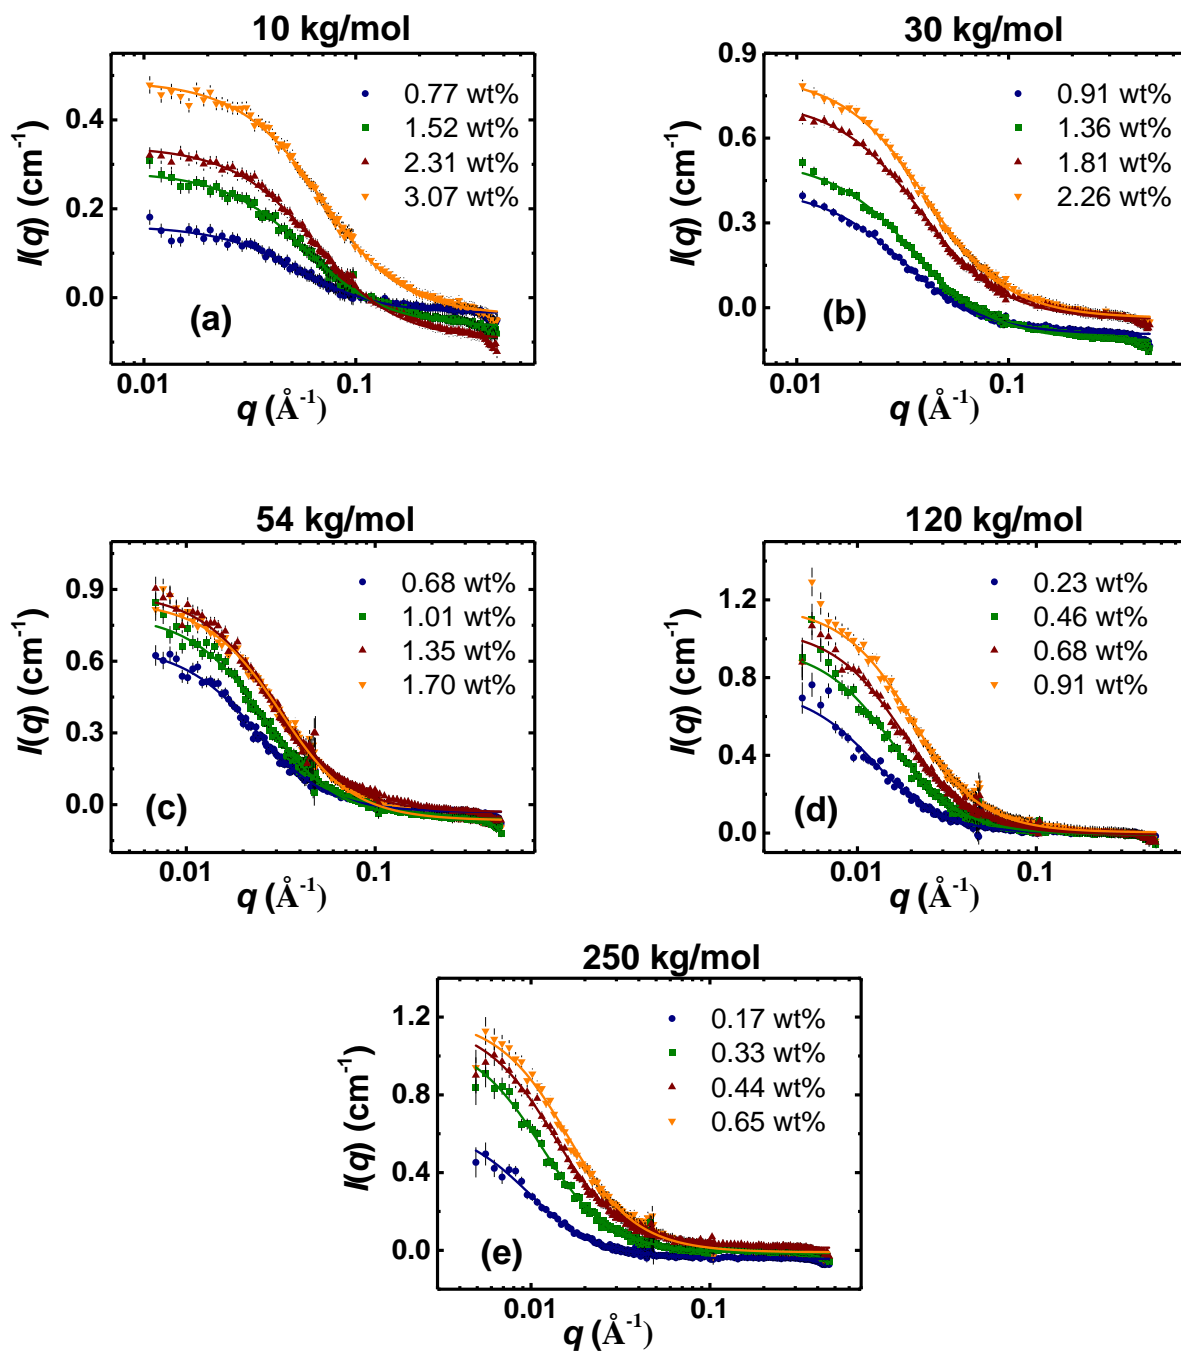 10 kg/mol
0.77 wt%
1.52 wt%
2.31 wt%
3.07 wt%
0.4
0.2
0.0
I(q) (cm⁻¹)
(a)
0.01 0.1
q (Å⁻¹)
30 kg/mol
0.91 wt%
1.36 wt%
1.81 wt%
2.26 wt%
0.9
0.6
0.3
0.0
I(q) (cm⁻¹)
(b)
0.01 0.1
q (Å⁻¹)
54 kg/mol
0.68 wt%
1.01 wt%
1.35 wt%
1.70 wt%
0.9
0.6
0.3
0.0
I(q) (cm⁻¹)
(c)
0.01 0.1
q (Å⁻¹)
120 kg/mol
0.23 wt%
0.46 wt%
0.68 wt%
0.91 wt%
1.2
0.8
0.4
0.0
I(q) (cm⁻¹)
(d)
0.01 0.1
q (Å⁻¹)
250 kg/mol
0.17 wt%
0.33 wt%
0.44 wt%
0.65 wt%
1.2
0.8
0.4
0.0
I(q) (cm⁻¹)
(e)
0.01 0.1
q (Å⁻¹)